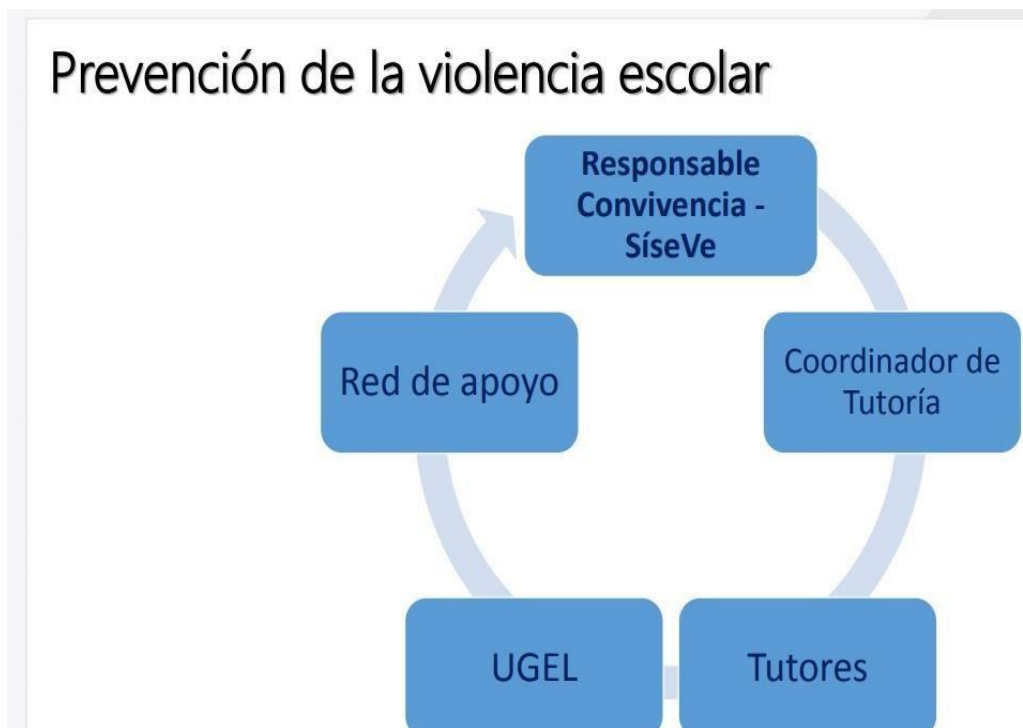 Prevención de la violencia escolar
Responsable
Convivencia -
SíseVe
Coordinador de
Tutoría
Tutores
UGEL
Red de apoyo